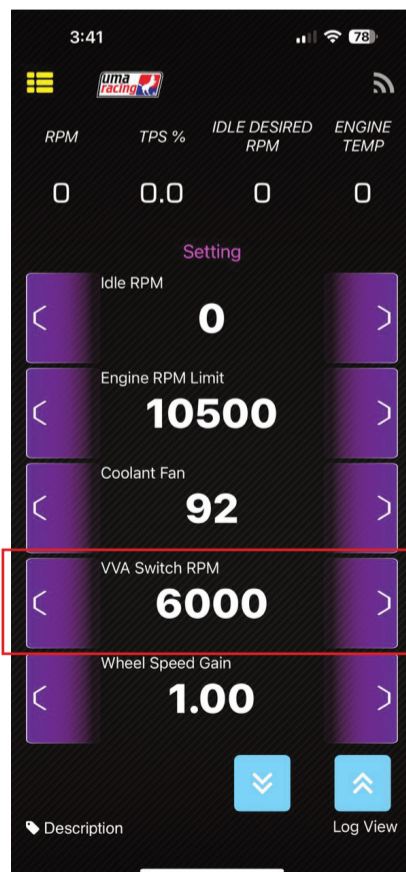 3:41
78
uma
racing
RPM
TPS %
IDLE DESIRED
RPM
ENGINE
TEMP
0
0.0
0
0
Setting
Idle RPM
0
Engine RPM Limit
10500
Coolant Fan
92
VVA Switch RPM
6000
Wheel Speed Gain
1.00
Description
Log View